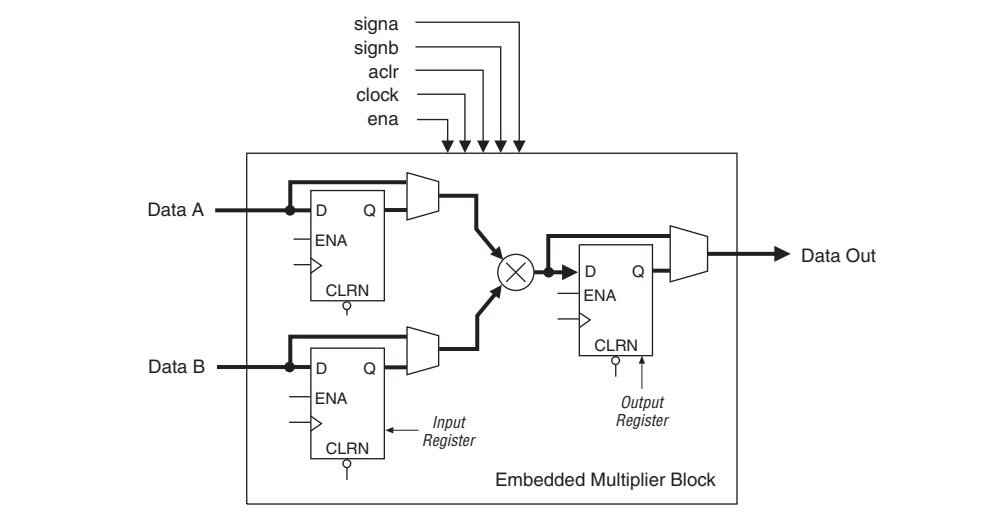 signa
signb
aclr
clock
ena
Data A
D Q
ENA
CLRN
Data B
D Q
ENA
CLRN
Input
Register
D Q
ENA
CLRN
Output
Register
Data Out
Embedded Multiplier Block